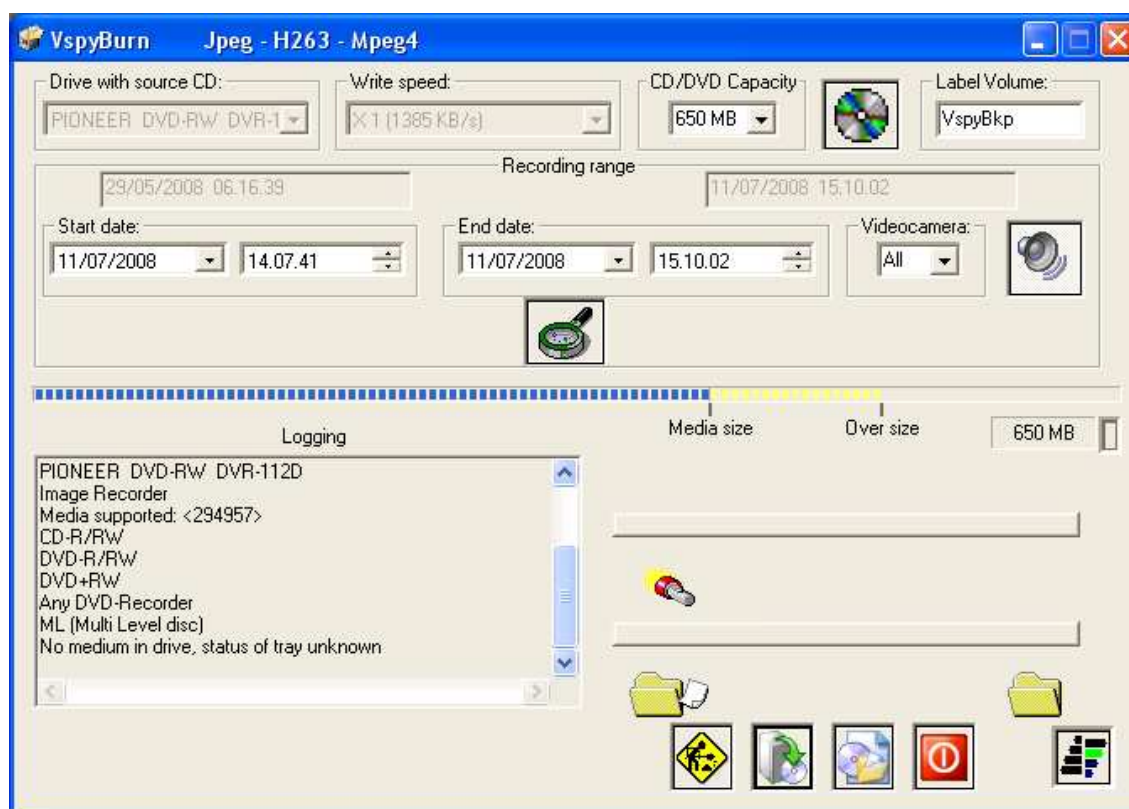 VspyBurn Jpeg - H263 - Mpeg4
Drive with source CD: Write speed: CD/DVD Capacity Label Volume:
PIONEER DVD-RW DVR-1 X 1 (1385 KB/s) 650 MB VspyBkp
Recording range
29/05/2008 06.16.39 11/07/2008 15.10.02
Start date: End date: Videocamera:
11/07/2008 14.07.41 11/07/2008 15.10.02 All
Media size Over size 650 MB
Logging
PIONEER DVD-RW DVR-112D
Image Recorder
Media supported: <294957>
CD-R/RW
DVD-R/RW
DVD+RW
Any DVD-Recorder
ML (Multi Level disc)
No medium in drive, status of tray unknown